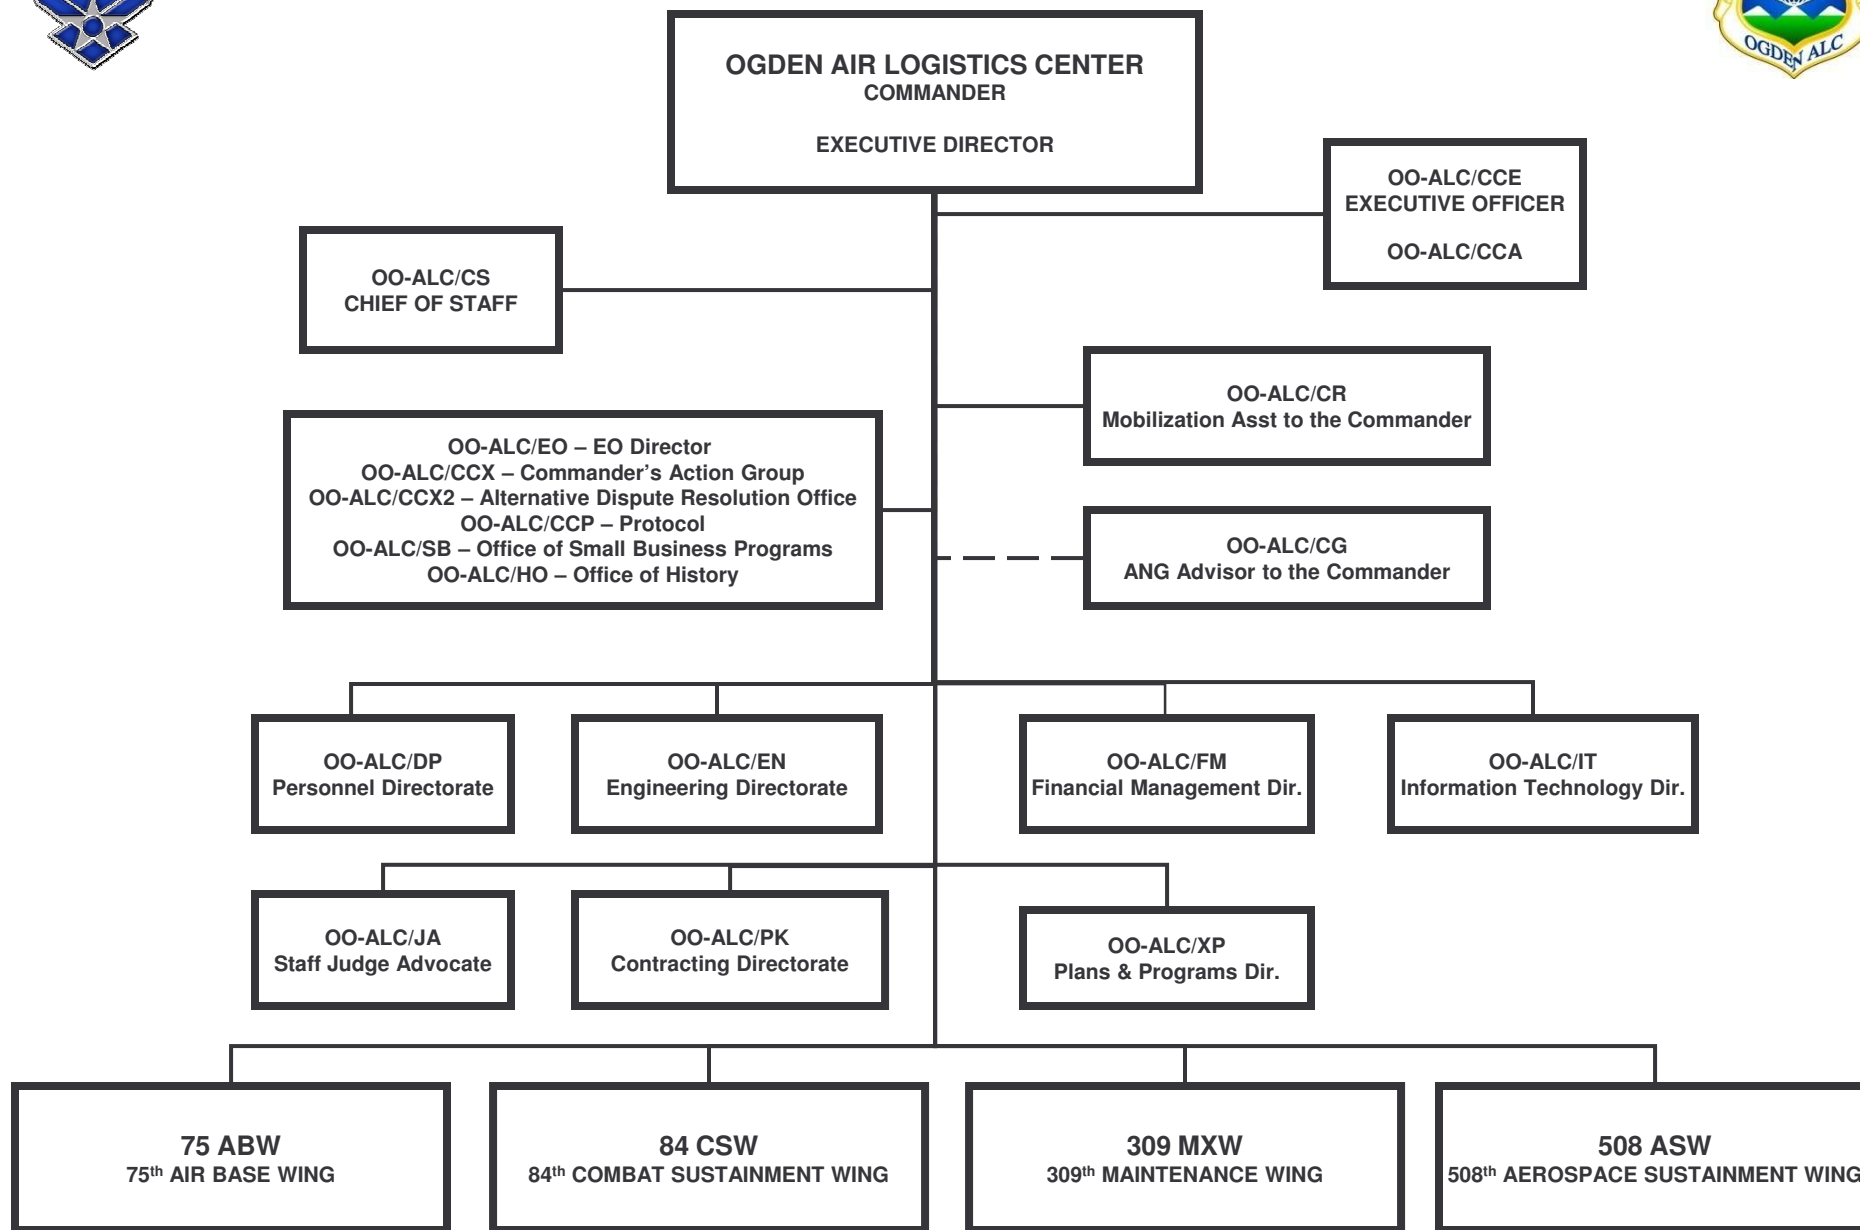 OGDEN ALC
OGDEN AIR LOGISTICS CENTER
COMMANDER
EXECUTIVE DIRECTOR
OO-ALC/CCE
EXECUTIVE OFFICER
OO-ALC/CCA
OO-ALC/CS
CHIEF OF STAFF
OO-ALC/CR
Mobilization Asst to the Commander
OO-ALC/EO – EO Director
OO-ALC/CCX – Commander’s Action Group
OO-ALC/CCX2 – Alternative Dispute Resolution Office
OO-ALC/CCP – Protocol
OO-ALC/SB – Office of Small Business Programs
OO-ALC/HO – Office of History
OO-ALC/CG
ANG Advisor to the Commander
OO-ALC/DP
Personnel Directorate
OO-ALC/EN
Engineering Directorate
OO-ALC/FM
Financial Management Dir.
OO-ALC/IT
Information Technology Dir.
OO-ALC/JA
Staff Judge Advocate
OO-ALC/PK
Contracting Directorate
OO-ALC/XP
Plans & Programs Dir.
75 ABW
75th AIR BASE WING
84 CSW
84th COMBAT SUSTAINMENT WING
309 MXW
309th MAINTENANCE WING
508 ASW
508th AEROSPACE SUSTAINMENT WING